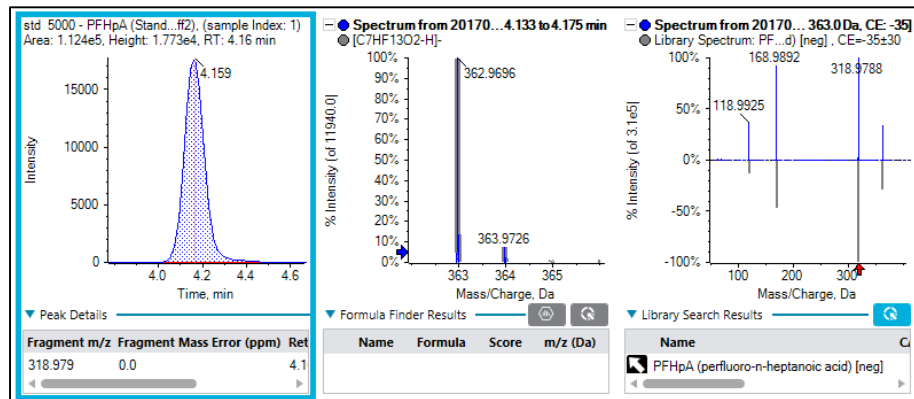 std_5000 - PFHpA (Stand...ff2), (sample Index: 1)
Area: 1.124e5, Height: 1.773e4, RT: 4.16 min
4.159
15000
10000
5000
0
Intensity
4.0 4.2 4.4 4.6
Time, min
Peak Details
Fragment m/z Fragment Mass Error (ppm) Ret
318.979 0.0 4.1
Spectrum from 20170...4.133 to 4.175 min
[C7HF13O2-H]-
362.9696
363.9726
100%
90%
80%
70%
60%
50%
40%
30%
20%
10%
0%
% Intensity (of 11940.0)
363 364 365
Mass/Charge, Da
Formula Finder Results
Name Formula Score m/z (Da)
Spectrum from 20170... 363.0 Da, CE: -35]
Library Spectrum: PF...d) [neg] , CE=-35±30
168.9892
318.9788
118.9925
100%
50%
0%
-50%
-100%
% Intensity (of 3.1e5)
100 200 300
Mass/Charge, Da
Library Search Results
Name
PFHpA (perfluoro-n-heptanoic acid) [neg]